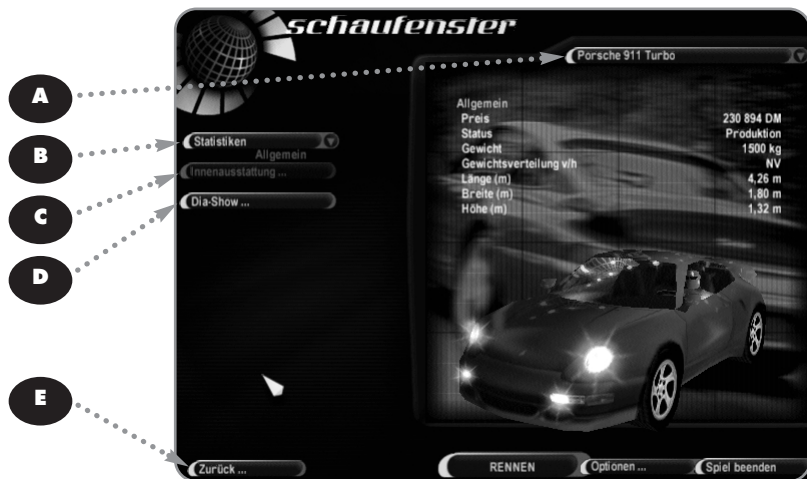 schaufenster
A
Porsche 911 Turbo
B
Statistiken
Allgemein
C
Innenausstattung ...
D
Dia-Show ...
Allgemein
Preis 230 894 DM
Status Produktion
Gewicht 1500 kg
Gewichtsverteilung v/h NV
Länge (m) 4,26 m
Breite (m) 1,80 m
Höhe (m) 1,32 m
E
Zurück ...
RENNEN
Optionen ...
Spiel beenden